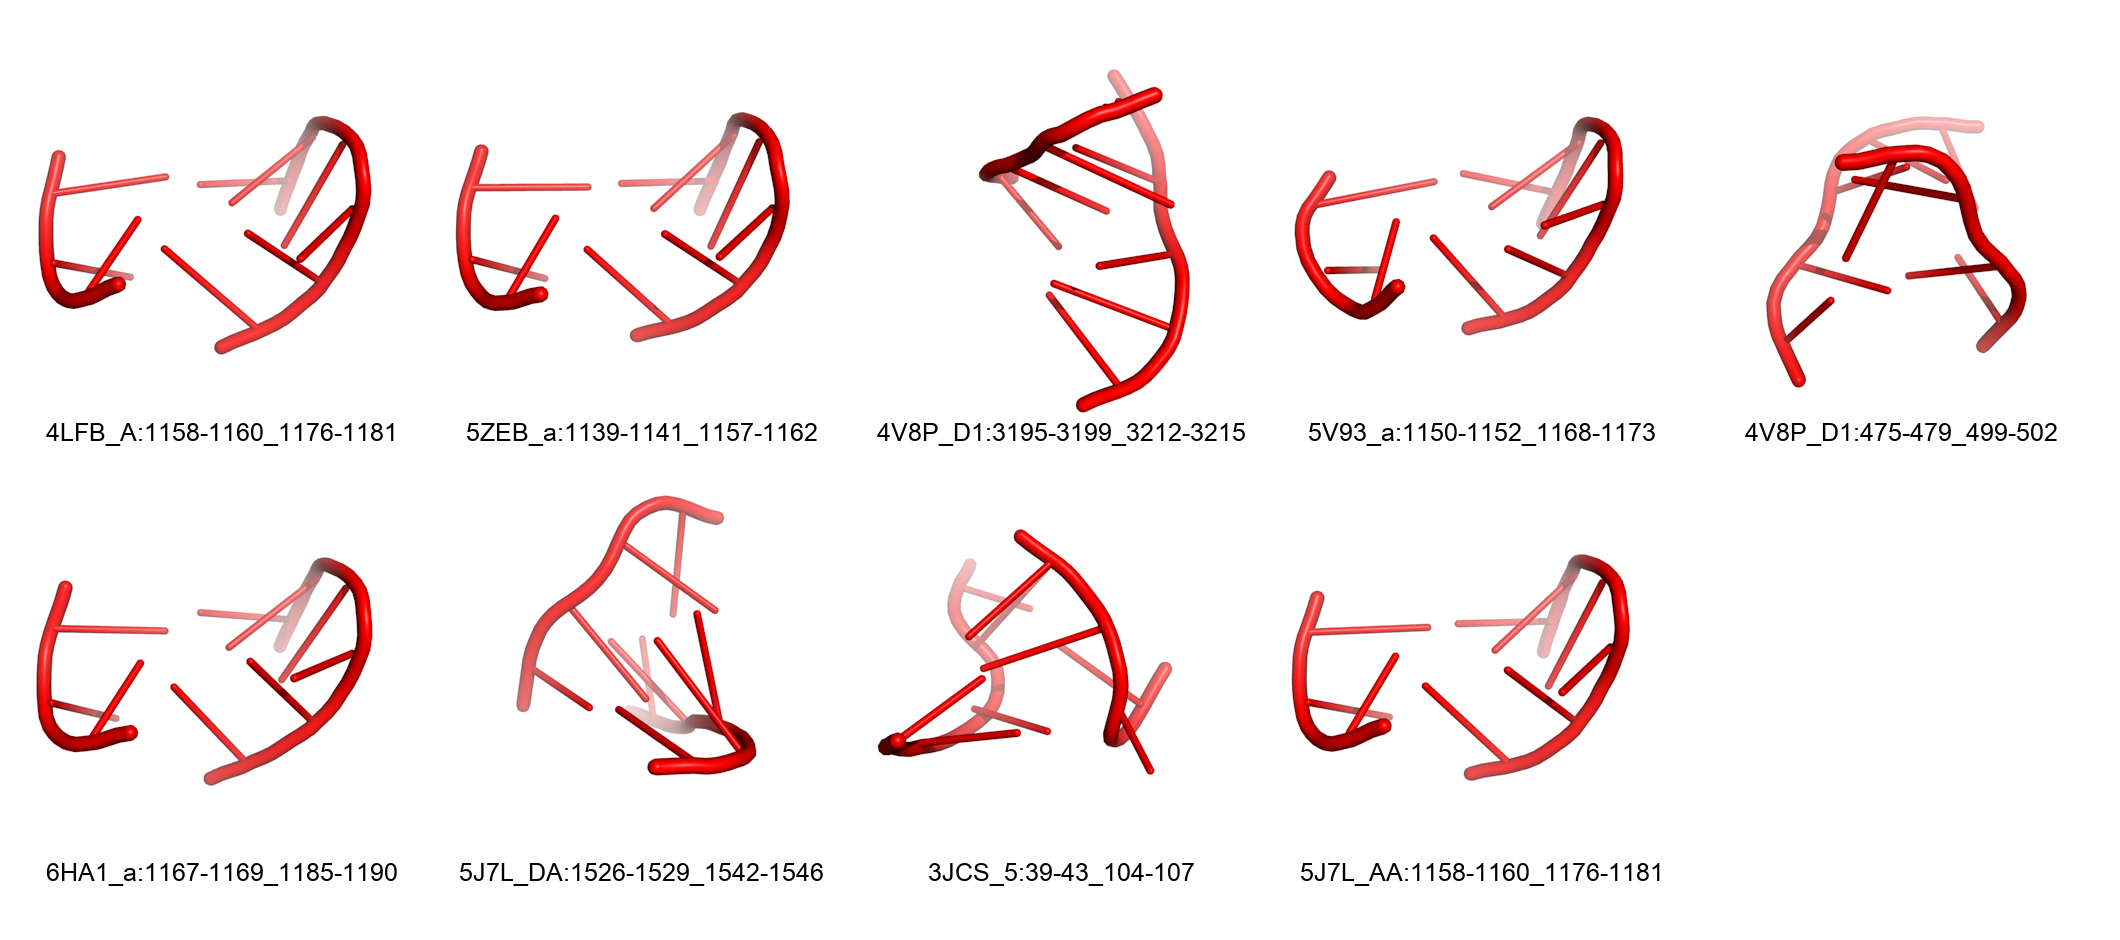 4LFB_A:1158-1160_1176-1181
5ZEB_a:1139-1141_1157-1162
4V8P_D1:3195-3199_3212-3215
5V93_a:1150-1152_1168-1173
4V8P_D1:475-479_499-502
6HA1_a:1167-1169_1185-1190
5J7L_DA:1526-1529_1542-1546
3JCS_5:39-43_104-107
5J7L_AA:1158-1160_1176-1181